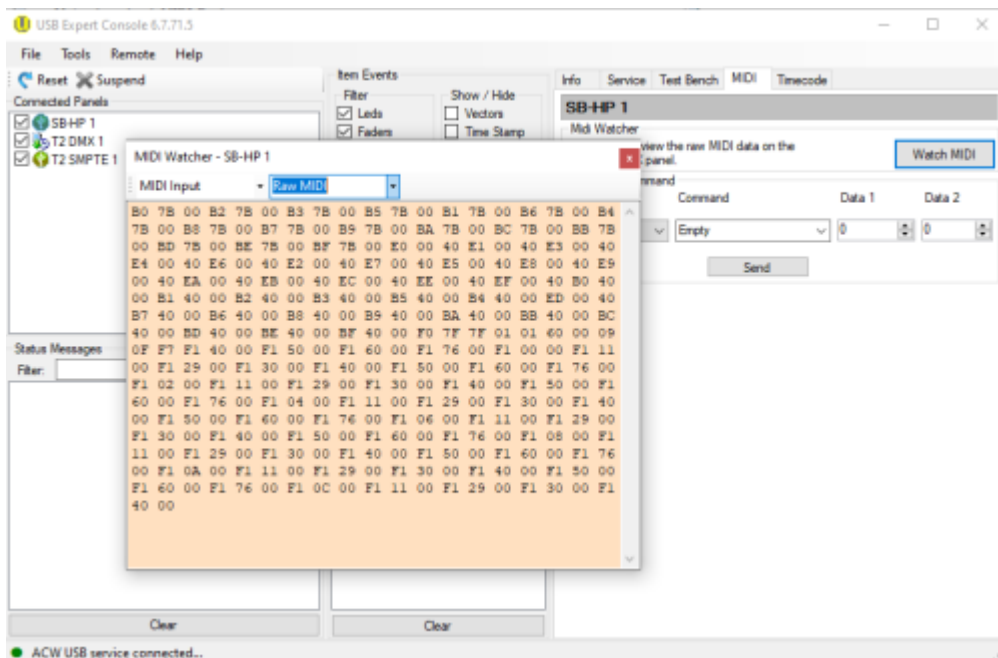 USB Expert Console 6.7.71.5
File Tools Remote Help
Reset Suspend
Connected Panels
SB-HP 1
T2 DMX 1
T2 SMPTE 1
Item Events
Filter
Leds
Faders
Show / Hide
Vectors
Time Stamp
Info Service Test Bench MIDI Timecode
SB-HP 1
Midi Watcher
view the raw MIDI data on the
panel.
Watch MIDI
Command Data 1 Data 2
Empty 0 0
Send
MIDI Watcher - SB-HP 1
MIDI Input Raw MIDI
B0 7B 00 B2 7B 00 B3 7B 00 B5 7B 00 B1 7B 00 B6 7B 00 B4
7B 00 B8 7B 00 B7 7B 00 B9 7B 00 BA 7B 00 BC 7B 00 BB 7B
00 BD 7B 00 BE 7B 00 BF 7B 00 E0 00 40 E1 00 40 E3 00 40
E4 00 40 E6 00 40 E2 00 40 E7 00 40 E5 00 40 E8 00 40 E9
00 40 EA 00 40 EB 00 40 EC 00 40 EE 00 40 EF 00 40 B0 40
00 B1 40 00 B2 40 00 B3 40 00 B5 40 00 B4 40 00 ED 00 40
B7 40 00 B6 40 00 B8 40 00 B9 40 00 BA 40 00 BB 40 00 BC
40 00 BD 40 00 BE 40 00 BF 40 00 F0 7F 7F 01 01 60 00 09
0F F7 F1 40 00 F1 50 00 F1 60 00 F1 76 00 F1 00 00 F1 11
00 F1 29 00 F1 30 00 F1 40 00 F1 50 00 F1 60 00 F1 76 00
F1 02 00 F1 11 00 F1 29 00 F1 30 00 F1 40 00 F1 50 00 F1
60 00 F1 76 00 F1 04 00 F1 11 00 F1 29 00 F1 30 00 F1 40
00 F1 50 00 F1 60 00 F1 76 00 F1 06 00 F1 11 00 F1 29 00
F1 30 00 F1 40 00 F1 50 00 F1 60 00 F1 76 00 F1 08 00 F1
11 00 F1 29 00 F1 30 00 F1 40 00 F1 50 00 F1 60 00 F1 76
00 F1 0A 00 F1 11 00 F1 29 00 F1 30 00 F1 40 00 F1 50 00
F1 60 00 F1 76 00 F1 0C 00 F1 11 00 F1 29 00 F1 30 00 F1
40 00
Status Messages
Filter:
Clear
Clear
ACW USB service connected...